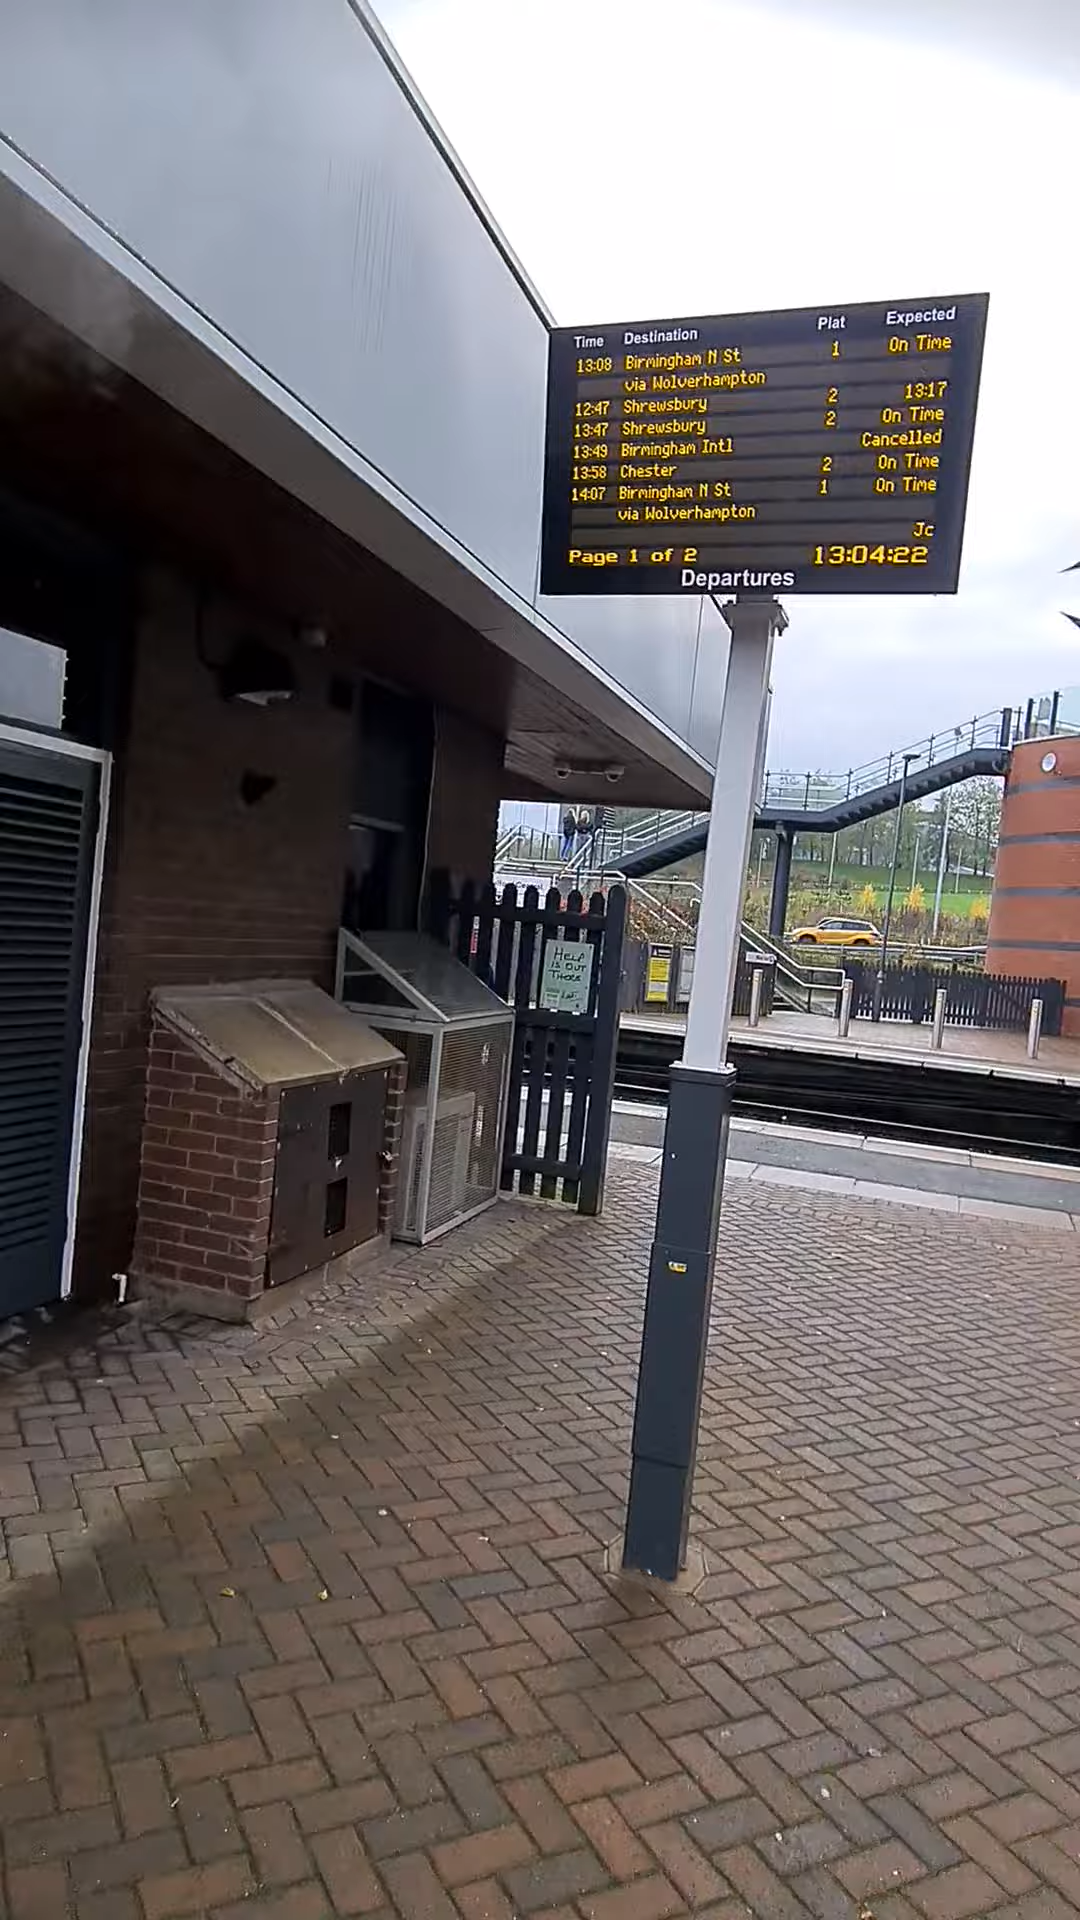 Time Destination Plat Expected
13:08 Birmingham N St 1 On Time
via Wolverhampton
12:47 Shrewsbury 2 13:17
13:47 Shrewsbury 2 On Time
13:49 Birmingham Intl Cancelled
13:58 Chester 2 On Time
14:07 Birmingham N St 1 On Time
via Wolverhampton
Jc
Page 1 of 2 13:04:22
Departures
HELP
IS OUT
THERE